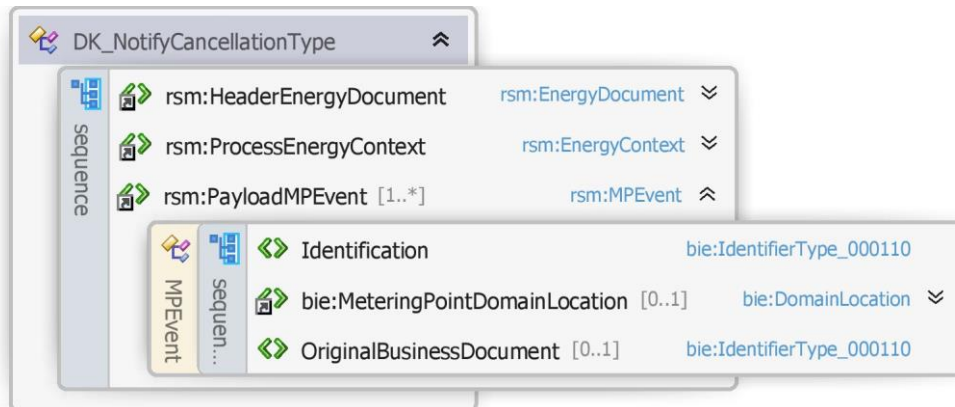 DK_NotifyCancellationType
sequence
rsm:HeaderEnergyDocument rsm:EnergyDocument
rsm:ProcessEnergyContext rsm:EnergyContext
rsm:PayloadMPEvent [1..*] rsm:MPEvent
MPEvent
sequen...
Identification bie:IdentifierType_000110
bie:MeteringPointDomainLocation [0..1] bie:DomainLocation
OriginalBusinessDocument [0..1] bie:IdentifierType_000110